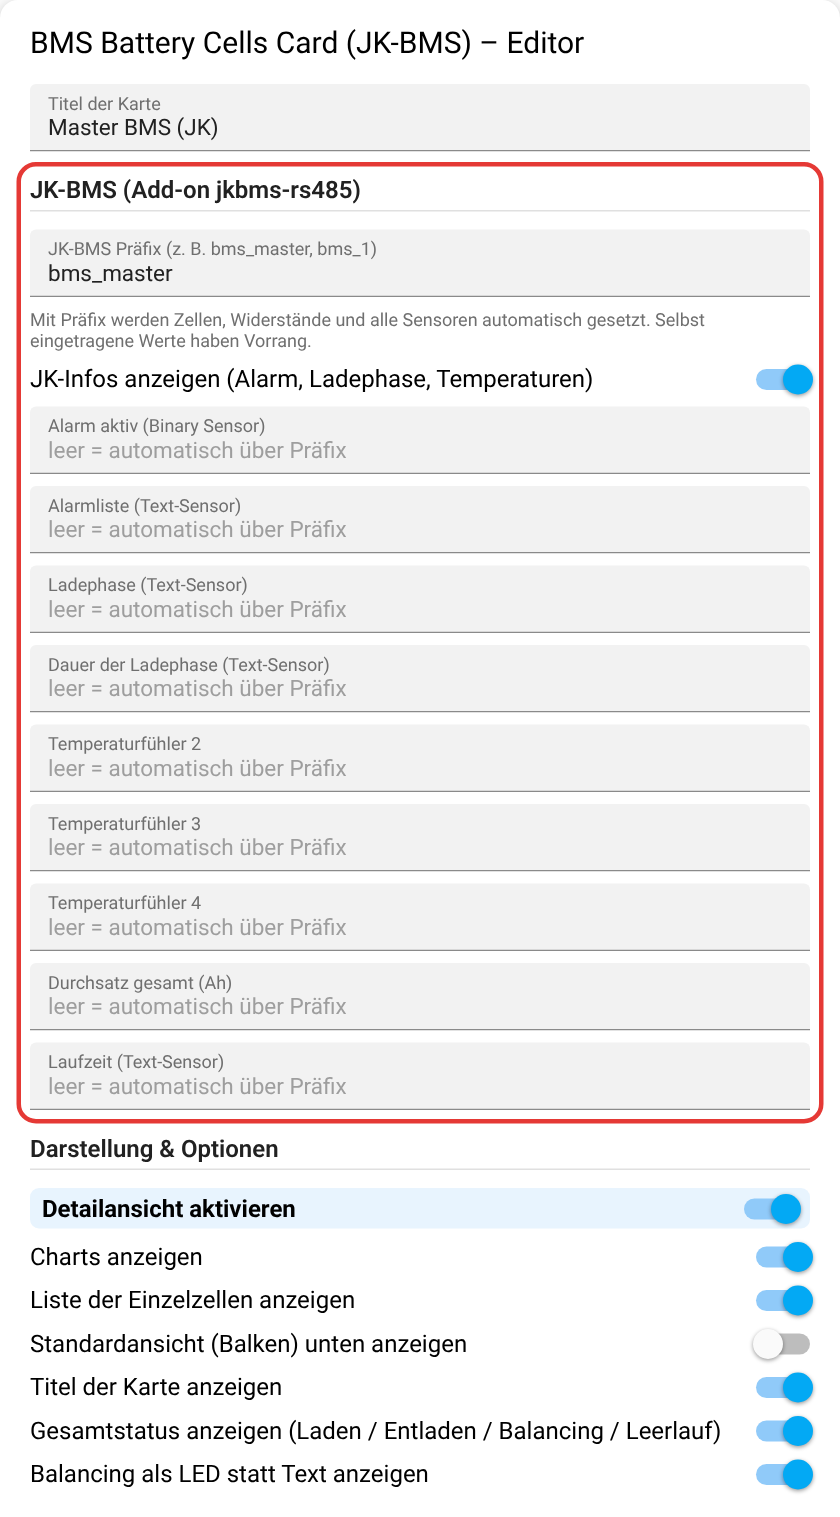 BMS Battery Cells Card (JK-BMS) – Editor
Titel der Karte
Master BMS (JK)
JK-BMS (Add-on jkbms-rs485)
JK-BMS Präfix (z. B. bms_master, bms_1)
bms_master
Mit Präfix werden Zellen, Widerstände und alle Sensoren automatisch gesetzt. Selbst
eingetragene Werte haben Vorrang.
JK-Infos anzeigen (Alarm, Ladephase, Temperaturen)
Alarm aktiv (Binary Sensor)
leer = automatisch über Präfix
Alarmliste (Text-Sensor)
leer = automatisch über Präfix
Ladephase (Text-Sensor)
leer = automatisch über Präfix
Dauer der Ladephase (Text-Sensor)
leer = automatisch über Präfix
Temperaturfühler 2
leer = automatisch über Präfix
Temperaturfühler 3
leer = automatisch über Präfix
Temperaturfühler 4
leer = automatisch über Präfix
Durchsatz gesamt (Ah)
leer = automatisch über Präfix
Laufzeit (Text-Sensor)
leer = automatisch über Präfix
Darstellung & Optionen
Detailansicht aktivieren
Charts anzeigen
Liste der Einzelzellen anzeigen
Standardansicht (Balken) unten anzeigen
Titel der Karte anzeigen
Gesamtstatus anzeigen (Laden / Entladen / Balancing / Leerlauf)
Balancing als LED statt Text anzeigen